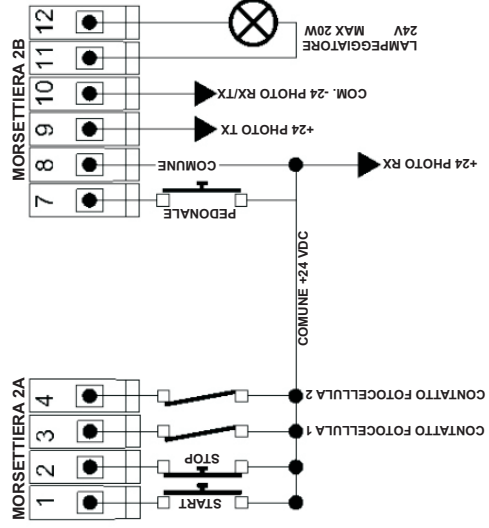 MORSETTIERA 2B
12
LAMPEGGIATORE
24V MAX 20W
11
10
COM. -24 PHOTO RX/TX
9
+24 PHOTO TX
8
COMUNE
+24 PHOTO RX
7
PEDONALE
COMUNE +24 VDC
MORSETTIERA 2A
4
CONTATTO FOTOCELLULA 2
3
CONTATTO FOTOCELLULA 1
2
STOP
1
START